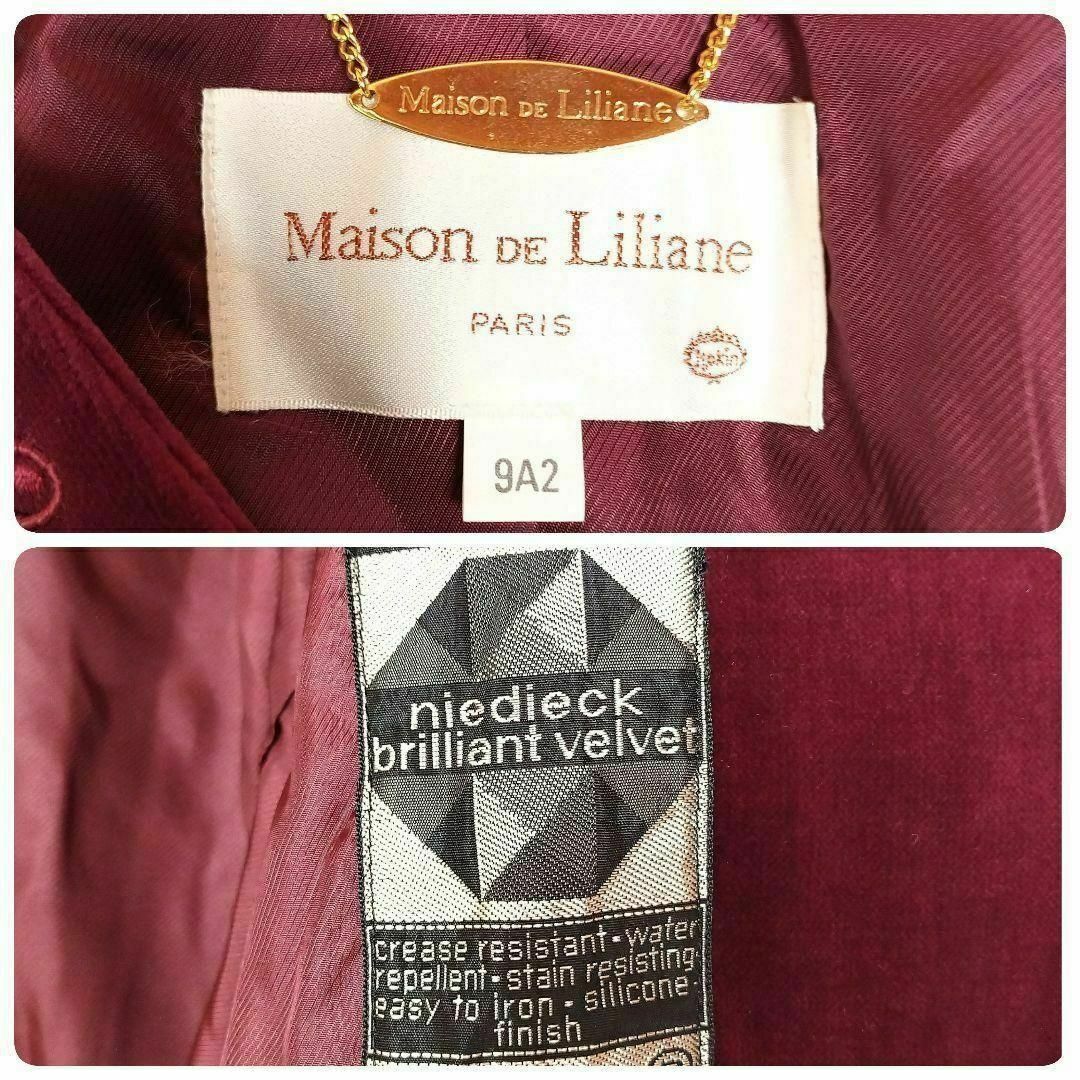 Maison DE Liliane
Maison DE Liliane
PARIS
9A2
niedieck
brilliant velvet
crease resistant-water
repellent-stain resisting-
easy to iron - silicone-
finish